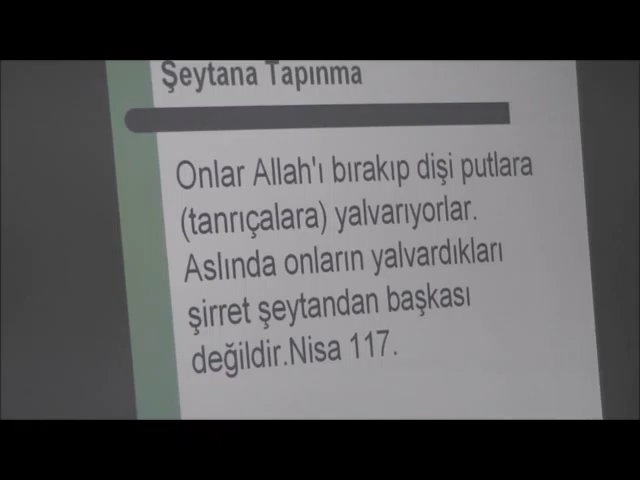 Şeytana Tapınma
Onlar Allah'ı bırakıp dişi putlara
(tanrıçalara) yalvarıyorlar.
Aslında onların yalvardıkları
şirret şeytandan başkası
değildir.Nisa 117.